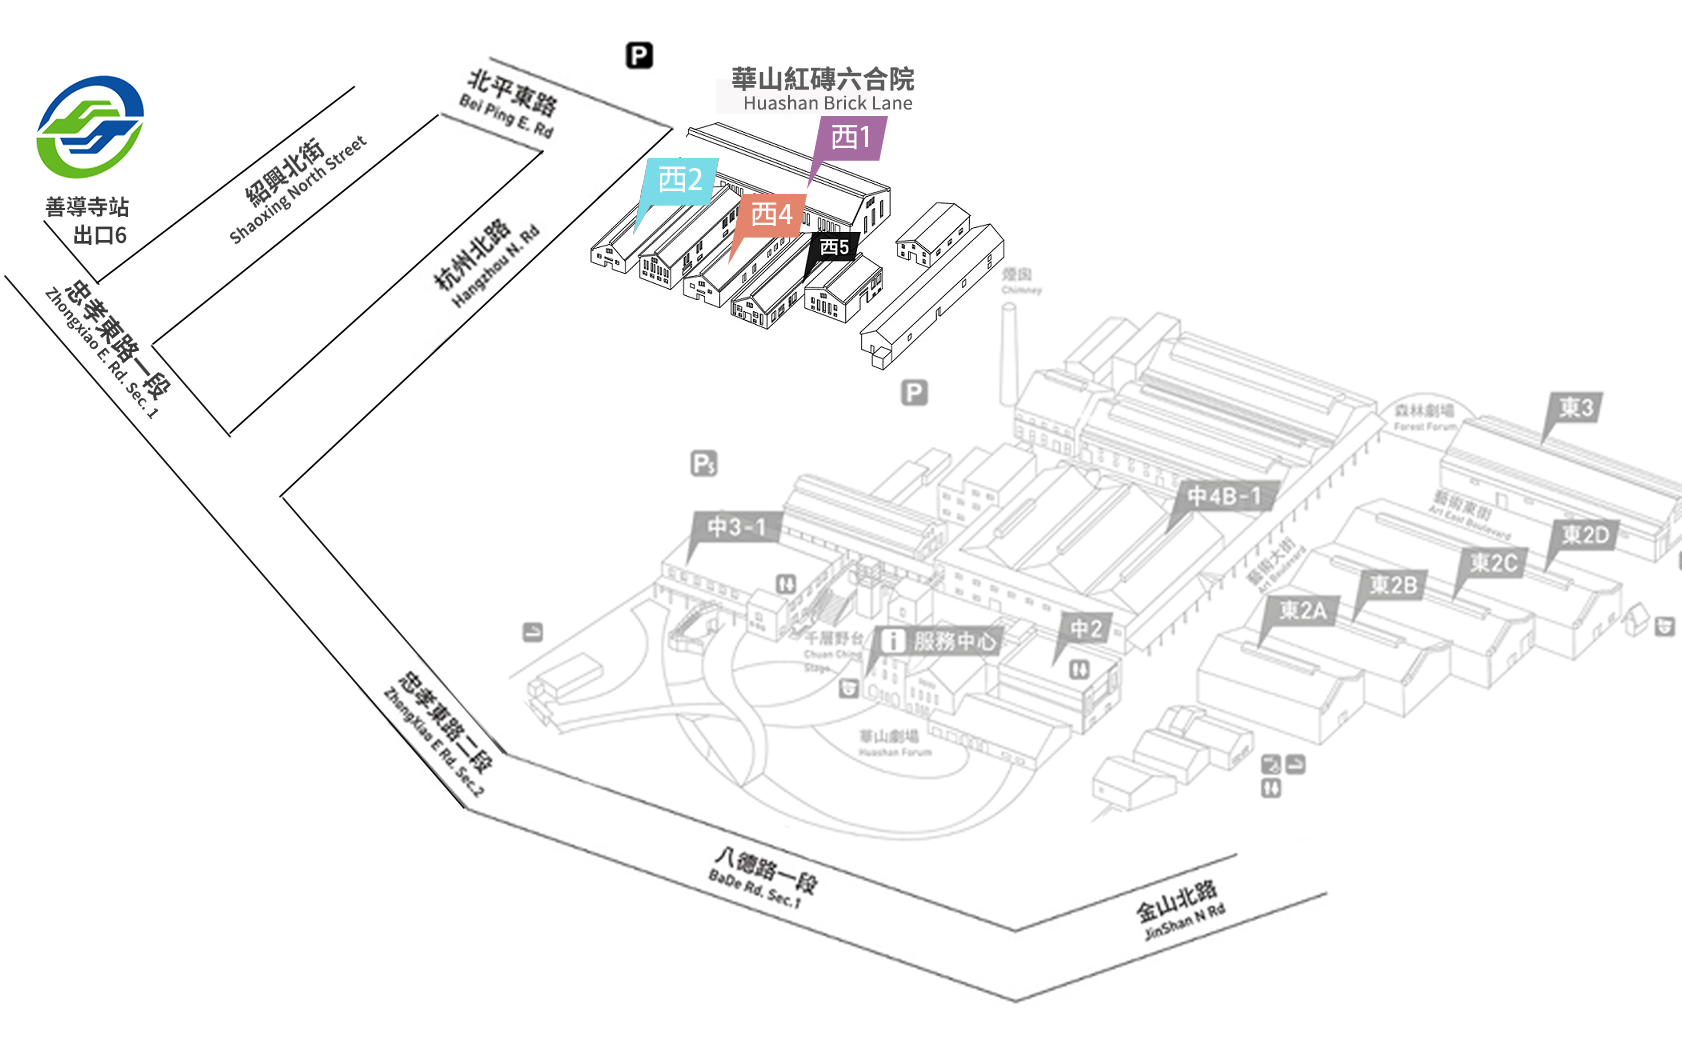 P
華山紅磚六合院
Huashan Brick Lane
北平東路
Bei Ping E. Rd
西1
西2
西4
西5
善導寺站
出口6
紹興北街
Shaoxing North Street
杭州北路
Hangzhou N. Rd
忠孝東路一段
Zhongxiao E. Rd. Sec. 1
煙囪
Chimney
P
P$
森林劇場
Forest Forum
東3
中4B-1
藝術東街
Art East Boulevard
東2D
東2C
東2B
東2A
藝術大街
Art Boulevard
中3-1
千層野台
Chuan Ching
Stage
i 服務中心
中2
華山劇場
Huashan Forum
忠孝東路二段
ZhongXiao E Rd. Sec.2
八德路一段
BaDe Rd. Sec.1
金山北路
JinShan N Rd